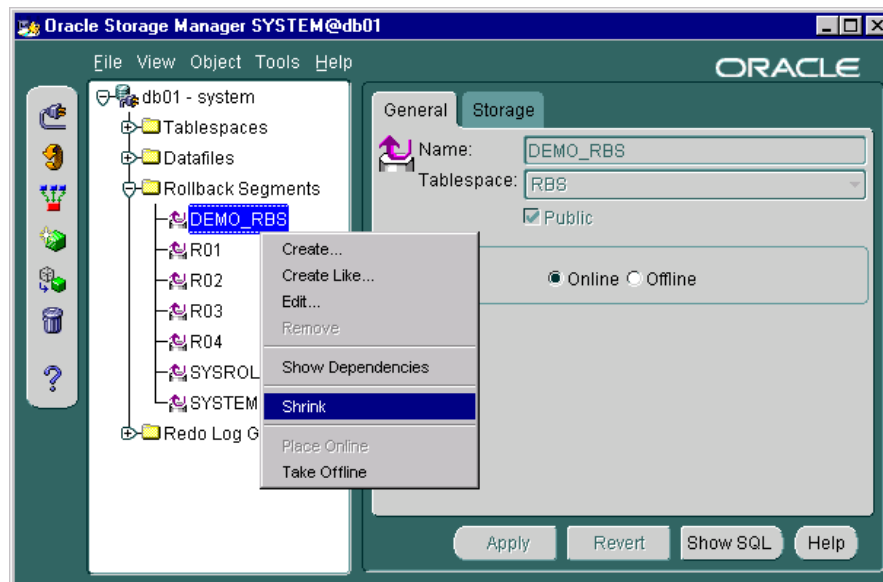 Oracle Storage Manager SYSTEM@db01
File View Object Tools Help
ORACLE
db01 - system
Tablespaces
Datafiles
Rollback Segments
DEMO_RBS
R01
R02
R03
R04
SYSROL
SYSTEM
Redo Log G
Create...
Create Like...
Edit...
Remove
Show Dependencies
Shrink
Place Online
Take Offline
General Storage
Name: DEMO_RBS
Tablespace: RBS
Public
Online Offline
Apply Revert Show SQL Help